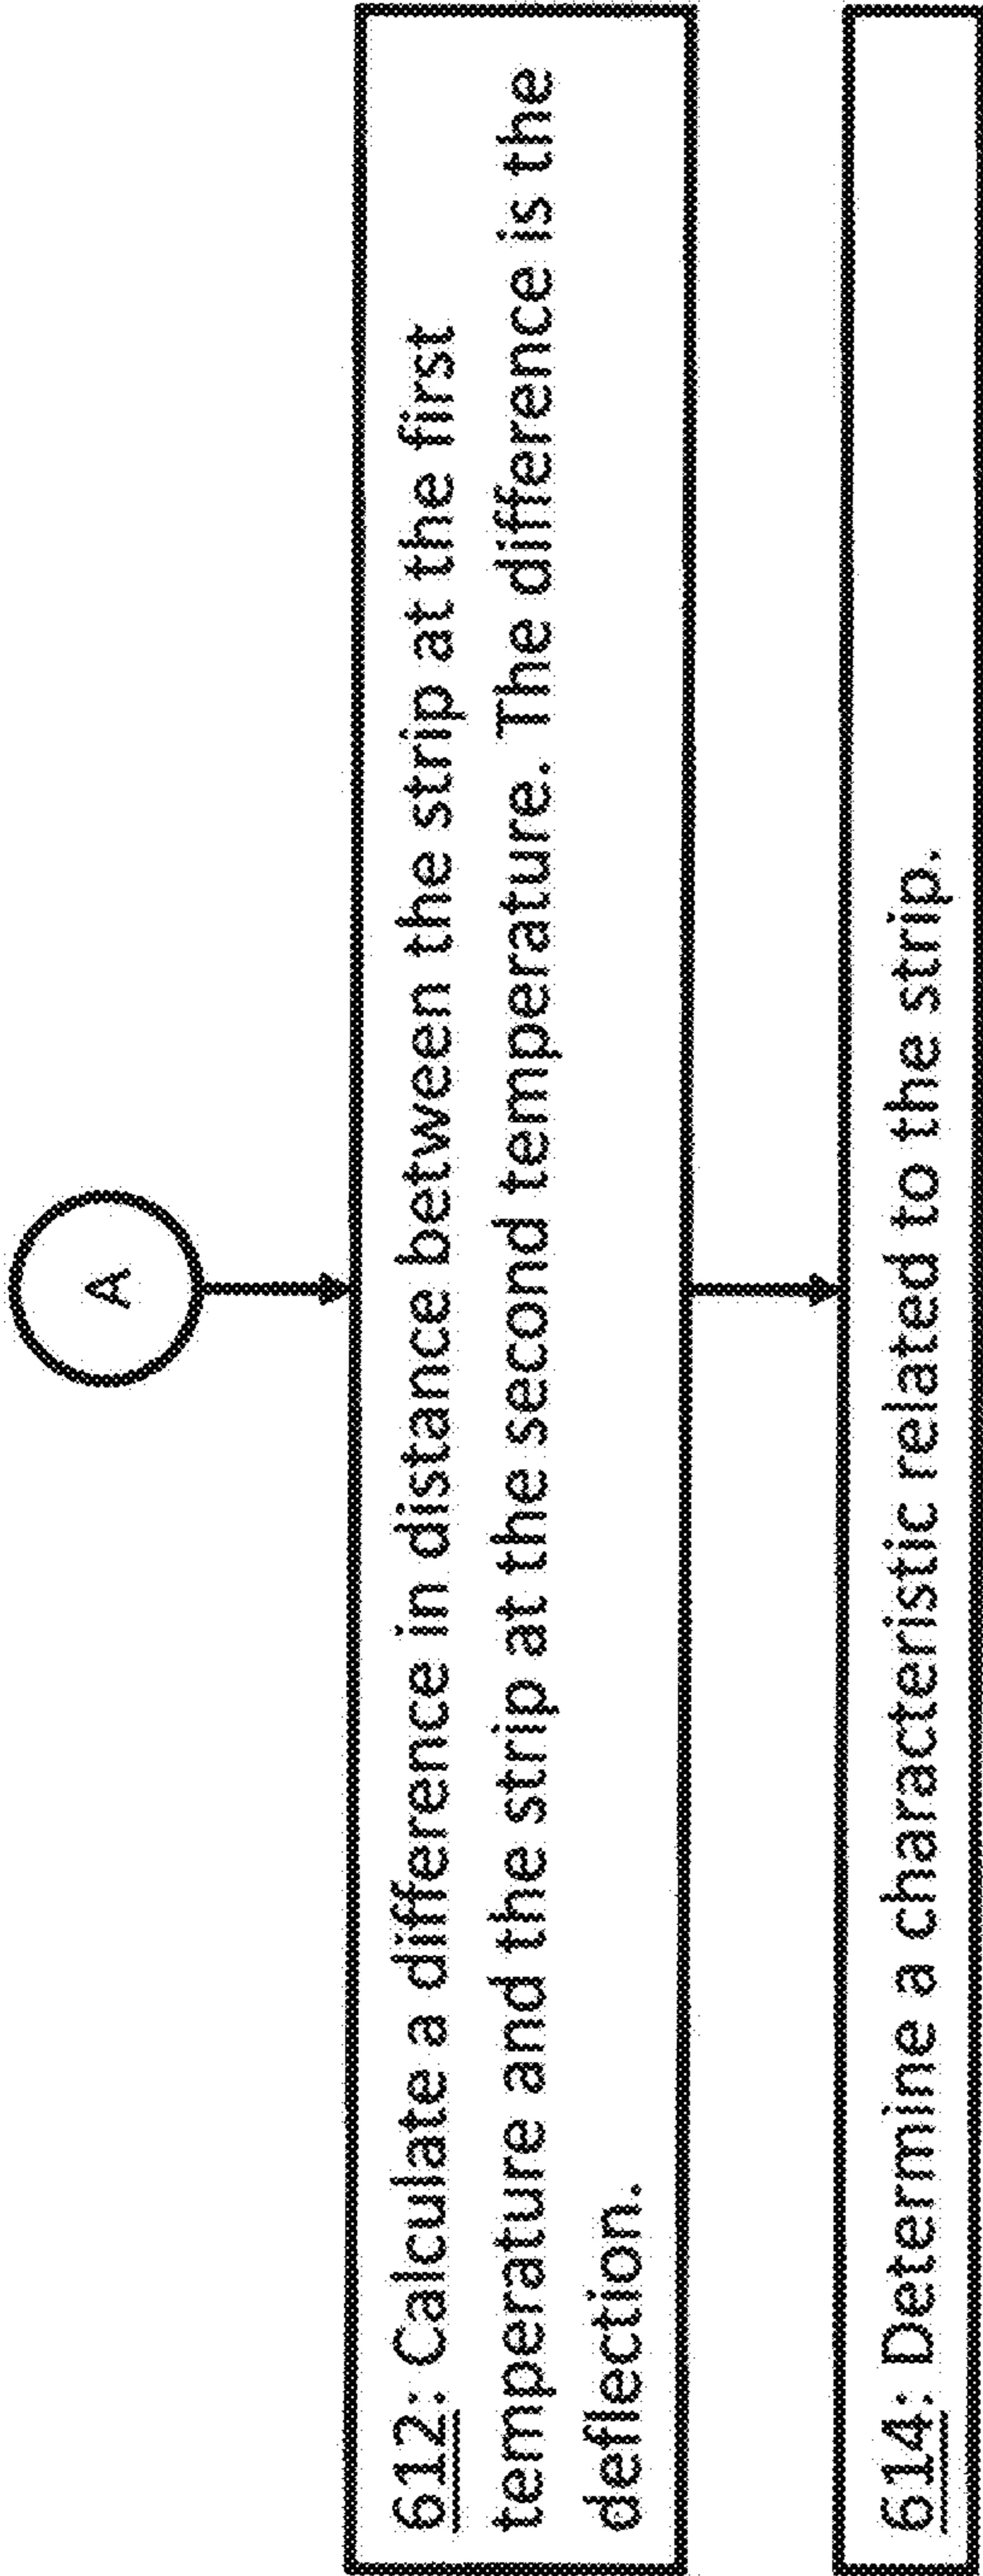 A
612: Calculate a difference in distance between the strip at the first
temperature and the strip at the second temperature. The difference is the
deflection.
614: Determine a characteristic related to the strip.